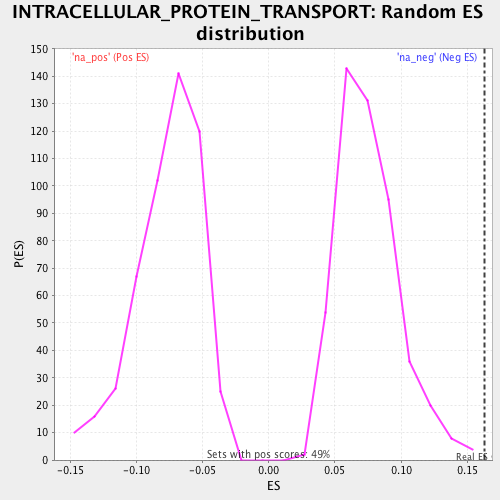 INTRACELLULAR_PROTEIN_TRANSPORT: Random ES
distribution
'na_pos' (Pos ES)
'na_neg' (Neg ES)
150
140
130
120
110
100
90
80
70
60
50
40
30
20
10
0
P(ES)
Sets with pos scores: 49%
Real ES
-0.15
-0.10
-0.05
0.00
0.05
0.10
0.15
ES